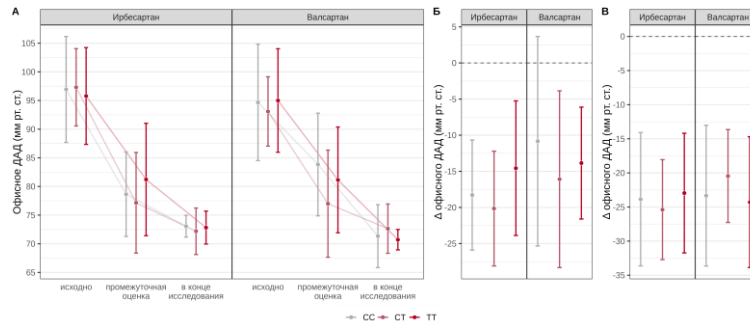 А
Ирбесартан
Валсартан
Офисное ДАД (мм рт. ст.)
105
100
95
90
85
80
75
70
65
исходно
промежуточная
оценка
в конце
исследования
исходно
промежуточная
оценка
в конце
исследования
Б
Ирбесартан
Валсартан
Δ офисного ДАД (мм рт. ст.)
5
0
-5
-10
-15
-20
-25
В
Ирбесартан
Валсартан
Δ офисного ДАД (мм рт. ст.)
0
-5
-10
-15
-20
-25
-30
-35
CC
CT
TT